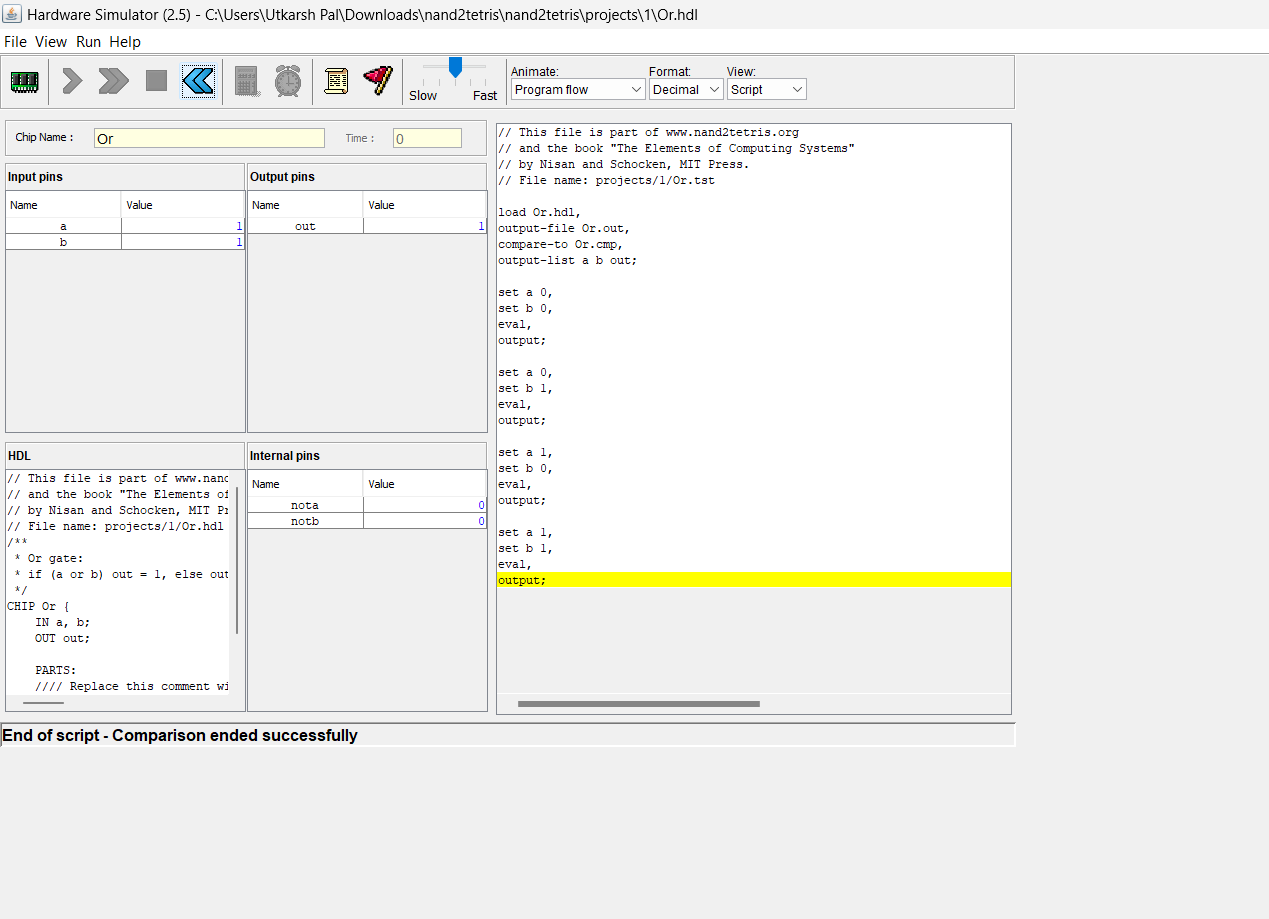 Hardware Simulator (2.5) - C:\Users\Utkarsh Pal\Downloads\nand2tetris\nand2tetris\projects\1\Or.hdl
File View Run Help
Slow Fast
Animate: Format: View:
Program flow Decimal Script
Chip Name : Or Time : 0
Input pins
Name Value
a 1
b 1
Output pins
Name Value
out 1
HDL
// This file is part of www.nand
// and the book "The Elements of
// by Nisan and Schocken, MIT Pr
// File name: projects/1/Or.hdl
/**
* Or gate:
* if (a or b) out = 1, else out
*/
CHIP Or {
IN a, b;
OUT out;
PARTS:
//// Replace this comment wi
Internal pins
Name Value
nota 0
notb 0
// This file is part of www.nand2tetris.org
// and the book "The Elements of Computing Systems"
// by Nisan and Schocken, MIT Press.
// File name: projects/1/Or.tst
load Or.hdl,
output-file Or.out,
compare-to Or.cmp,
output-list a b out;
set a 0,
set b 0,
eval,
output;
set a 0,
set b 1,
eval,
output;
set a 1,
set b 0,
eval,
output;
set a 1,
set b 1,
eval,
output;
End of script - Comparison ended successfully